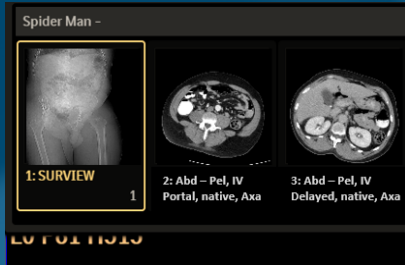 Spider Man -
1: SURVIEW
1
2: Abd – Pel, IV
Portal, native, Axa
3: Abd – Pel, IV
Delayed, native, Axa